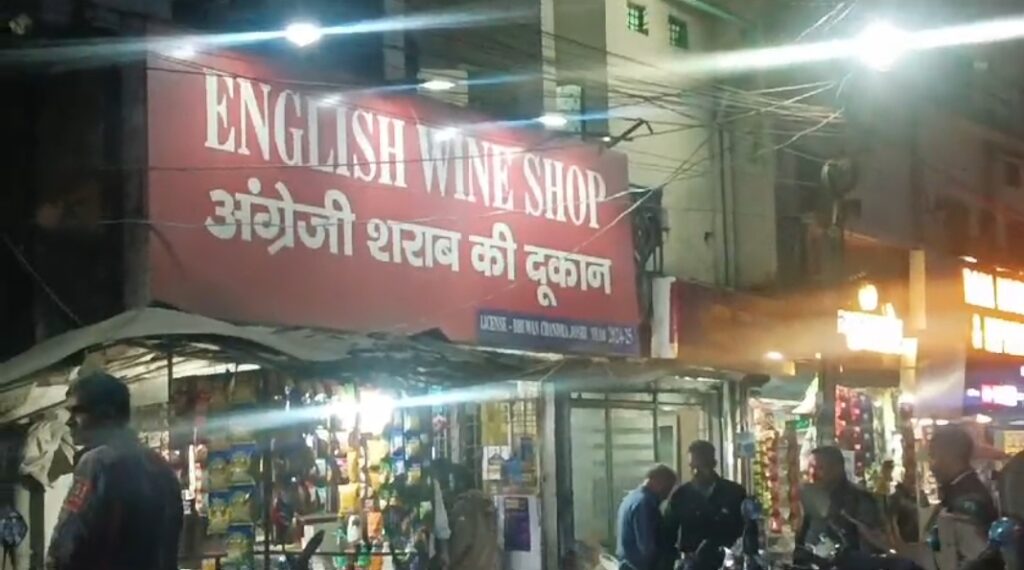 ENGLISH WINE SHOP
अंग्रेजी शराब की दूकान
LICENSE - BHUWAN CHANDRA JOSHI YEAR 2024-25